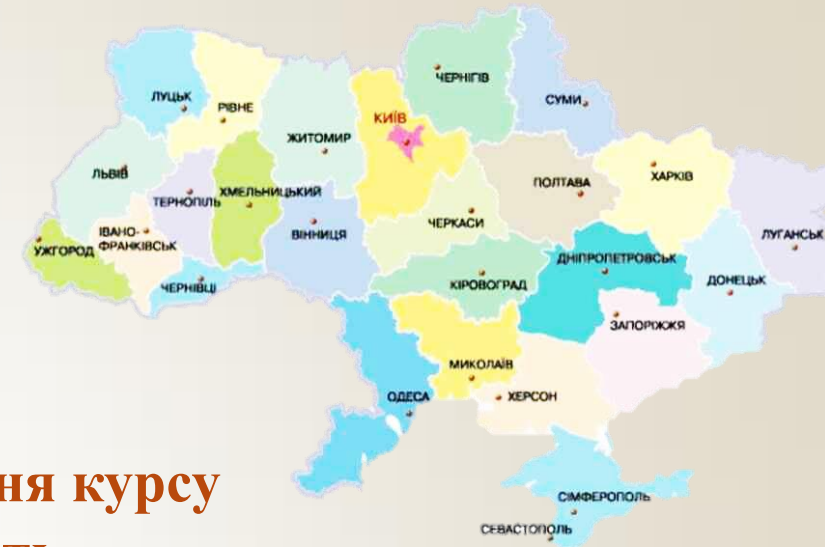 ЧЕРНІГІВ
СУМИ
ЛУЦЬК
РІВНЕ
КИЇВ
ЖИТОМИР
ЛЬВІВ
ТЕРНОПІЛЬ
ХМЕЛЬНИЦЬКИЙ
ПОЛТАВА
ХАРКІВ
ІВАНО-
ФРАНКІВСЬК
УЖГОРОД
ВІННИЦЯ
ЧЕРКАСИ
ЛУГАНСЬК
ЧЕРНІВЦІ
КІРОВОГРАД
ДНІПРОПЕТРОВСЬК
ДОНЕЦЬК
ЗАПОРІЖЖЯ
МИКОЛАЇВ
ОДЕСА
ХЕРСОН
ня курсу
СІМФЕРОПОЛЬ
СЕВАСТОПОЛЬ